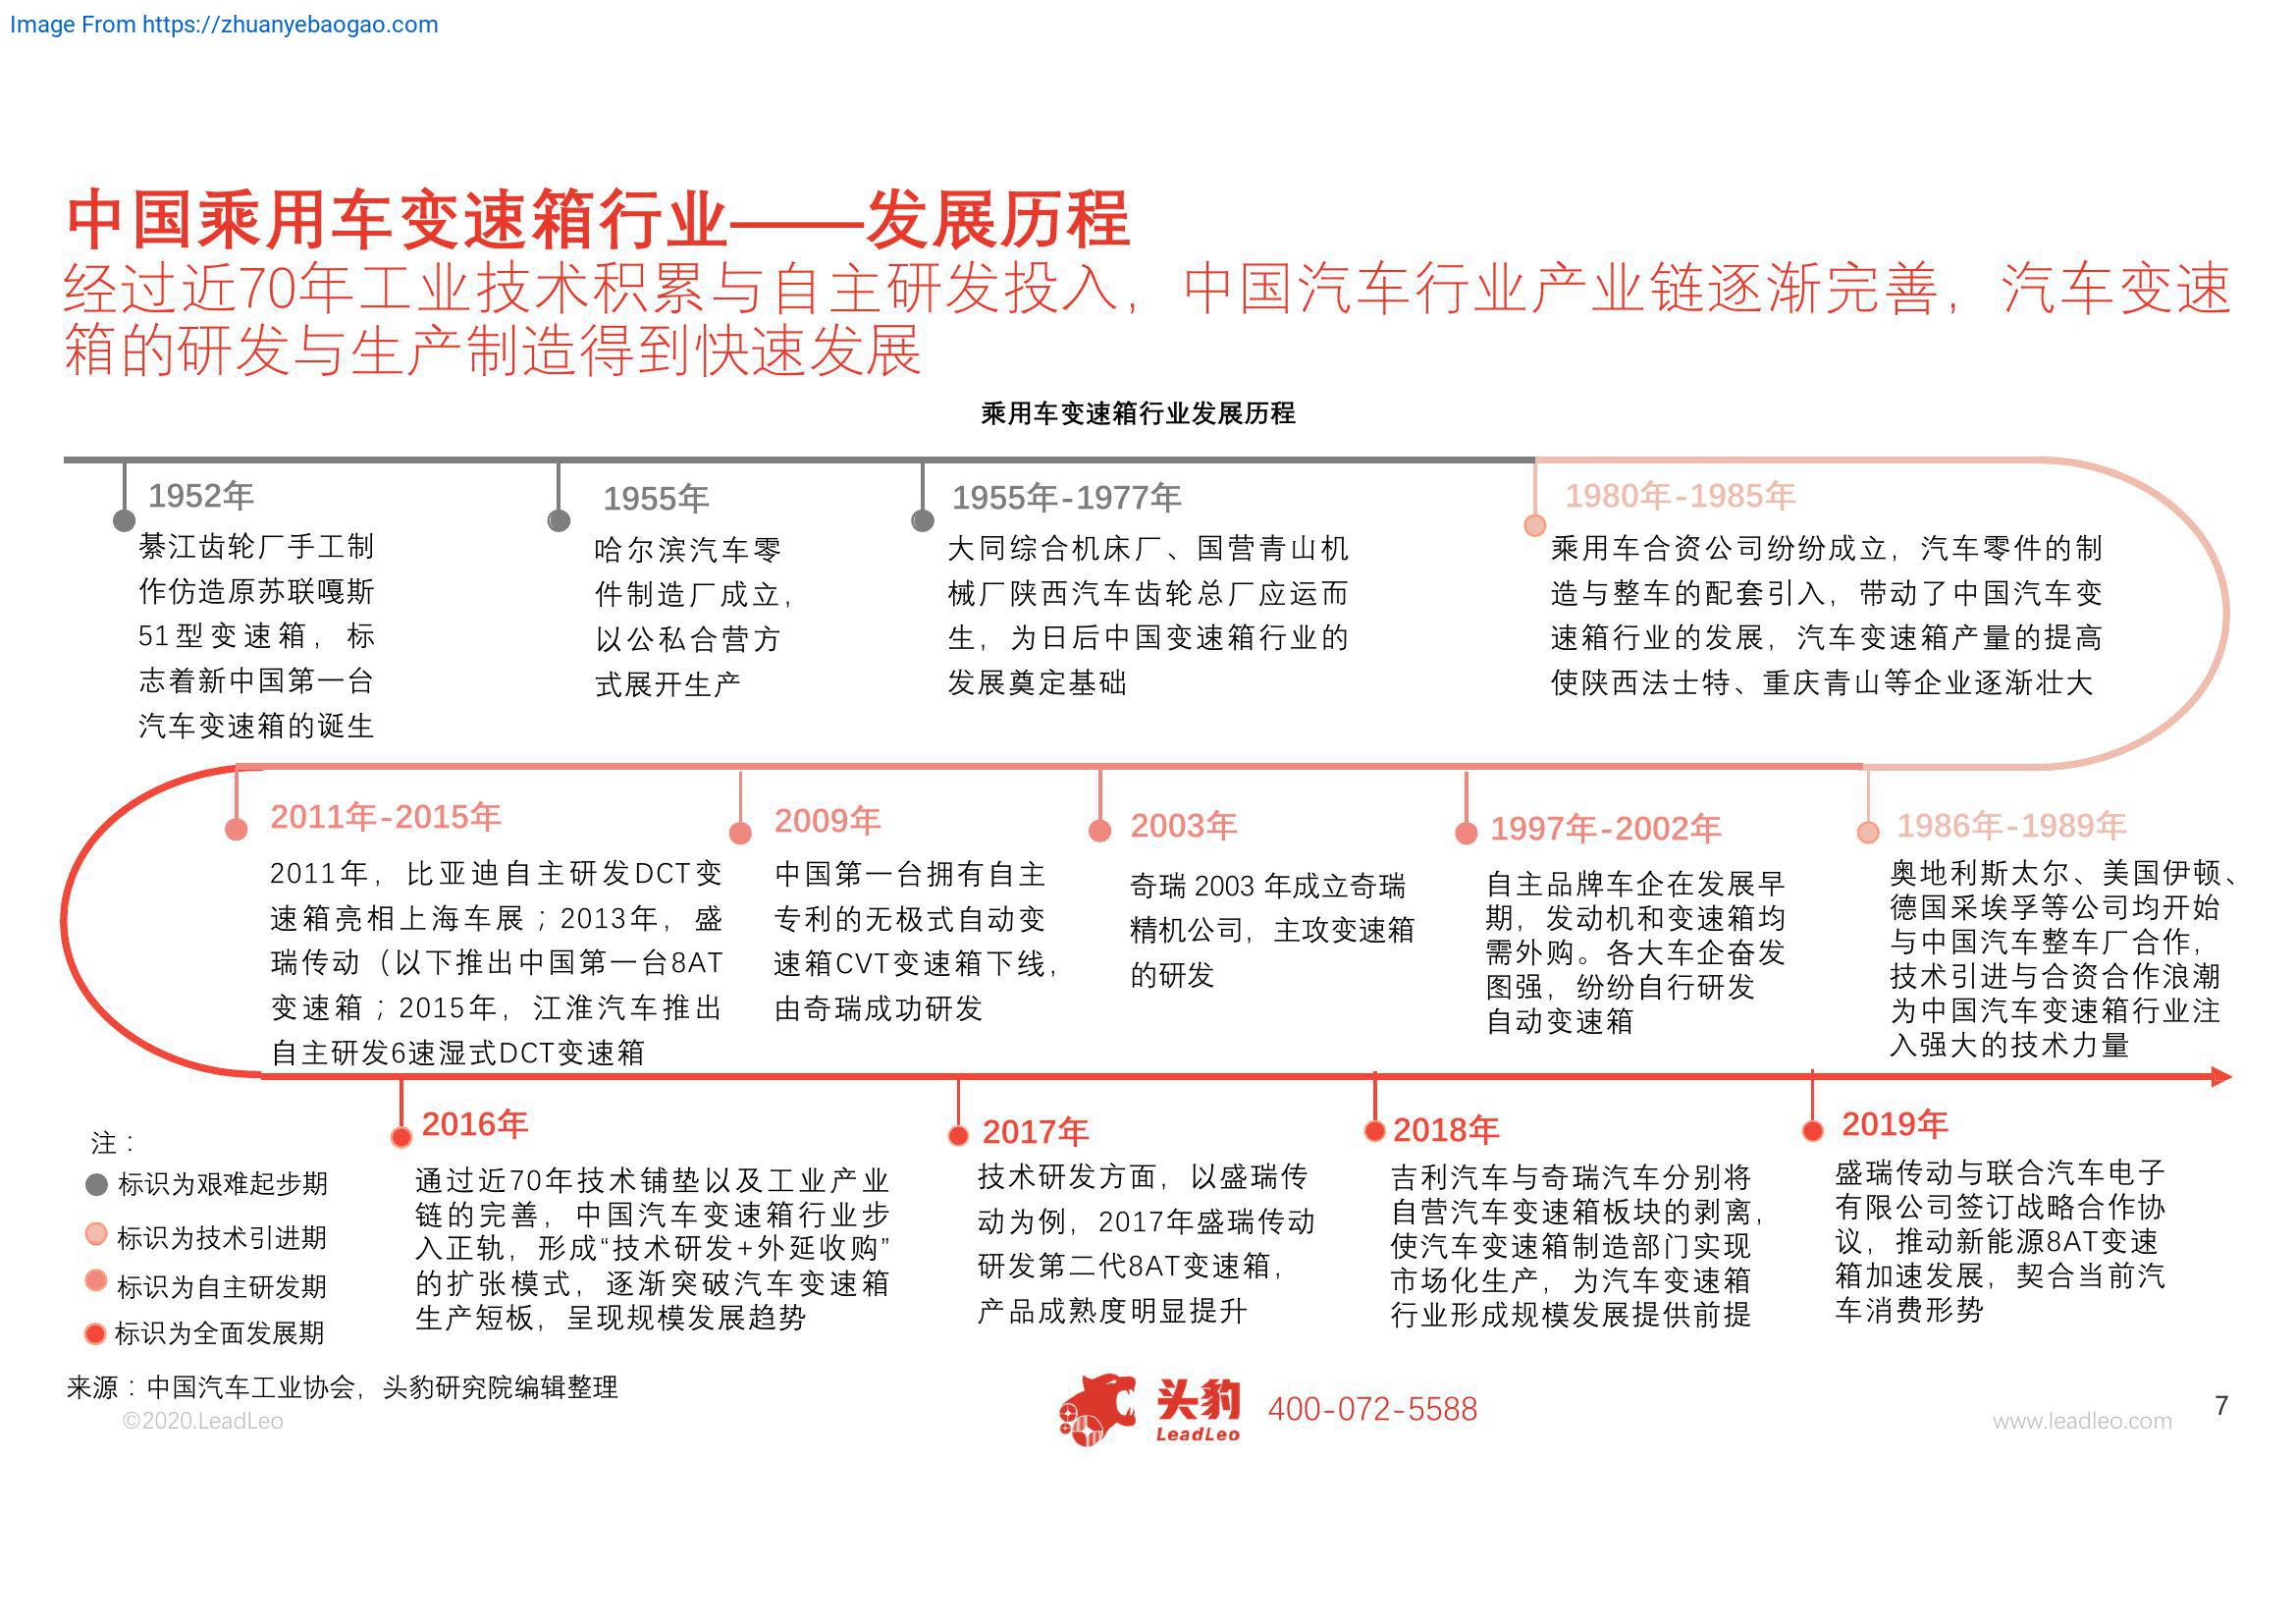 Image From https://zhuanyebaogao.com
中国乘用车变速箱行业——发展历程
经过近70年工业技术积累与自主研发投入，中国汽车行业产业链逐渐完善，汽车变速
箱的研发与生产制造得到快速发展
乘用车变速箱行业发展历程
1952年
綦江齿轮厂手工制
作仿造原苏联嘎斯
51型变速箱，标
志着新中国第一台
汽车变速箱的诞生
1955年
哈尔滨汽车零
件制造厂成立，
以公私合营方
式展开生产
1955年-1977年
大同综合机床厂、国营青山机
械厂陕西汽车齿轮总厂应运而
生，为日后中国变速箱行业的
发展奠定基础
1980年-1985年
乘用车合资公司纷纷成立，汽车零件的制
造与整车的配套引入，带动了中国汽车变
速箱行业的发展，汽车变速箱产量的提高
使陕西法士特、重庆青山等企业逐渐壮大
2011年-2015年
2011年，比亚迪自主研发DCT变
速箱亮相上海车展；2013年，盛
瑞传动（以下推出中国第一台8AT
变速箱；2015年，江淮汽车推出
自主研发6速湿式DCT变速箱
2009年
中国第一台拥有自主
专利的无极式自动变
速箱CVT变速箱下线，
由奇瑞成功研发
2003年
奇瑞 2003 年成立奇瑞
精机公司，主攻变速箱
的研发
1997年-2002年
自主品牌车企在发展早
期，发动机和变速箱均
需外购。各大车企奋发
图强，纷纷自行研发
自动变速箱
1986年-1989年
奥地利斯太尔、美国伊顿、
德国采埃孚等公司均开始
与中国汽车整车厂合作，
技术引进与合资合作浪潮
为中国汽车变速箱行业注
入强大的技术力量
2016年
通过近70年技术铺垫以及工业产业
链的完善，中国汽车变速箱行业步
入正轨，形成“技术研发+外延收购”
的扩张模式，逐渐突破汽车变速箱
生产短板，呈现规模发展趋势
2017年
技术研发方面，以盛瑞传
动为例，2017年盛瑞传动
研发第二代8AT变速箱，
产品成熟度明显提升
2018年
吉利汽车与奇瑞汽车分别将
自营汽车变速箱板块的剥离，
使汽车变速箱制造部门实现
市场化生产，为汽车变速箱
行业形成规模发展提供前提
2019年
盛瑞传动与联合汽车电子
有限公司签订战略合作协
议，推动新能源8AT变速
箱加速发展，契合当前汽
车消费形势
注：
标识为艰难起步期
标识为技术引进期
标识为自主研发期
标识为全面发展期
来源：中国汽车工业协会，头豹研究院编辑整理
©2020.LeadLeo
头豹
LeadLeo
400-072-5588
www.leadleo.com
7